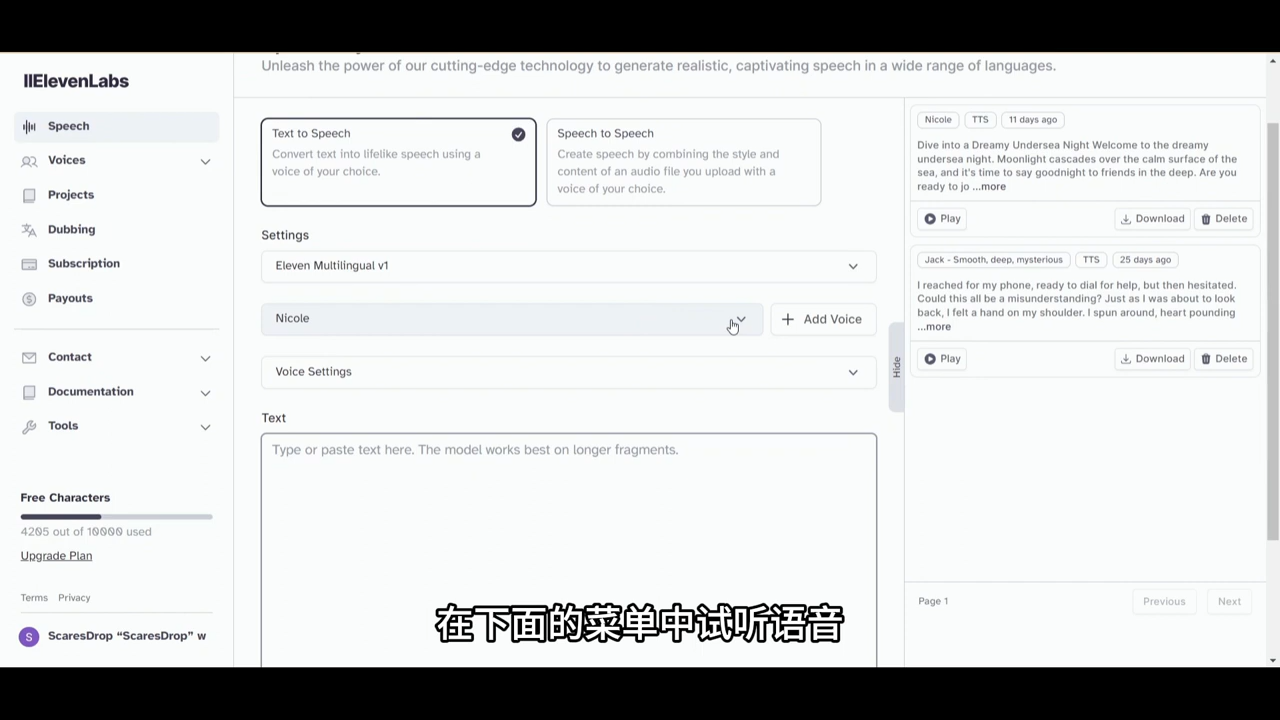 IIElevenLabs
Speech
Voices
Projects
Dubbing
Subscription
Payouts
Contact
Documentation
Tools
Free Characters
4205 out of 10000 used
Upgrade Plan
Terms Privacy
S ScaresDrop “ScaresDrop” w
Unleash the power of our cutting-edge technology to generate realistic, captivating speech in a wide range of languages.
Text to Speech
Convert text into lifelike speech using a
voice of your choice.
Speech to Speech
Create speech by combining the style and
content of an audio file you upload with a
voice of your choice.
Settings
Eleven Multilingual v1
Nicole
Add Voice
Voice Settings
Text
Type or paste text here. The model works best on longer fragments.
Hide
Nicole TTS 11 days ago
Dive into a Dreamy Undersea Night Welcome to the dreamy
undersea night. Moonlight cascades over the calm surface of the
sea, and it's time to say goodnight to friends in the deep. Are you
ready to jo ...more
Play Download Delete
Jack - Smooth, deep, mysterious TTS 25 days ago
I reached for my phone, ready to dial for help, but then hesitated.
Could this all be a misunderstanding? Just as I was about to look
back, I felt a hand on my shoulder. I spun around, heart pounding
...more
Play Download Delete
Page 1 Previous Next
在下面的菜单中试听语音